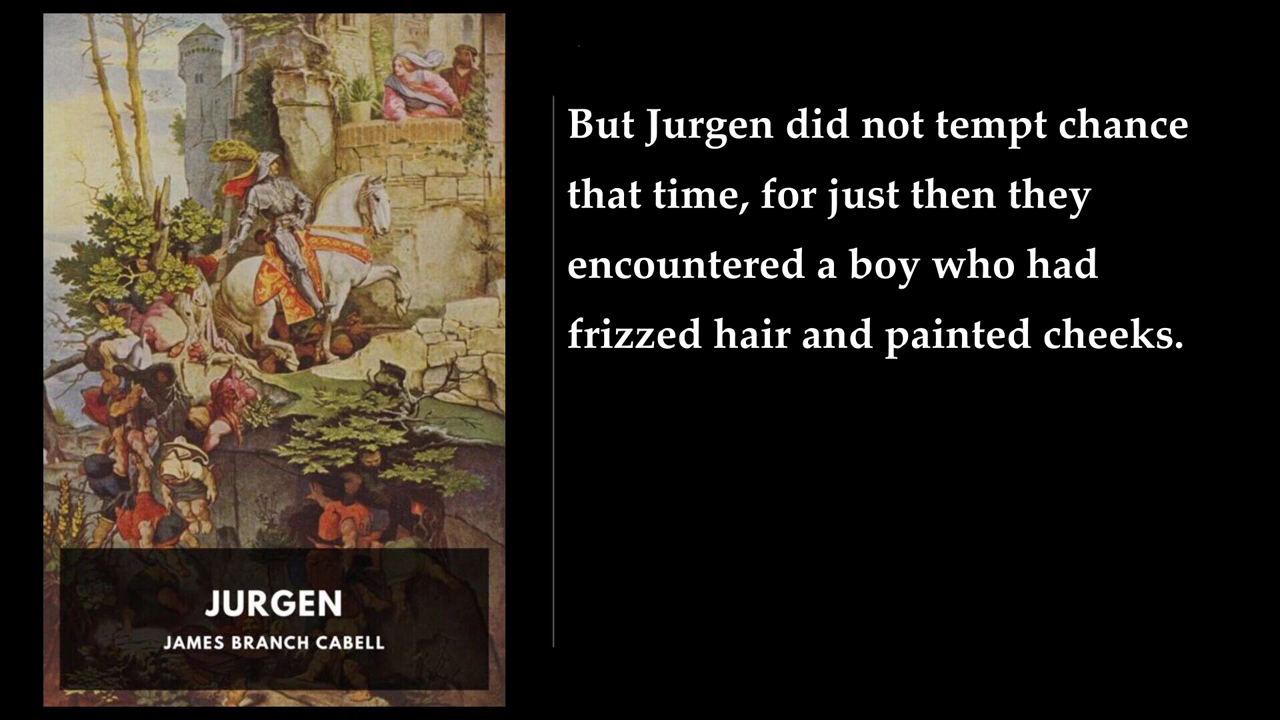 JURGEN
JAMES BRANCH CABELL
But Jurgen did not tempt chance
that time, for just then they
encountered a boy who had
frizzed hair and painted cheeks.